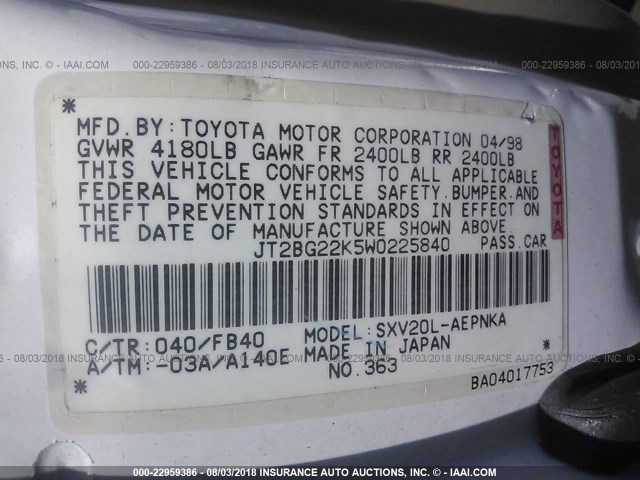 NCE AUTO AUCTIONS, INC. © - IAAI.COM 000-22959386 - 08/03/2018 INSURANCE AUTO AUCTIONS, INC. © - IAAI.COM 000-22959386 - 08/03/2018
* *
MFD.BY:TOYOTA MOTOR CORPORATION 04/98
GVWR 4180LB GAWR FR 2400LB RR 2400LB
THIS VEHICLE CONFORMS TO ALL APPLICABLE
FEDERAL MOTOR VEHICLE SAFETY.BUMPER.AND
THEFT PREVENTION STANDARDS IN EFFECT ON
THE DATE OF MANUFACTURE SHOWN ABOVE.
JT2BG22K5W0225840 PASS.CAR
TOYOTA
C/TR:040/FB40 MODEL:SXV20L-AEPNKA
A/TM:-03A/A140E MADE IN JAPAN
NO.363 BA04017753
*
000-22959386 - 08/03/2018 INSURANCE AUTO AUCTIONS, INC. © - IAAI.COM